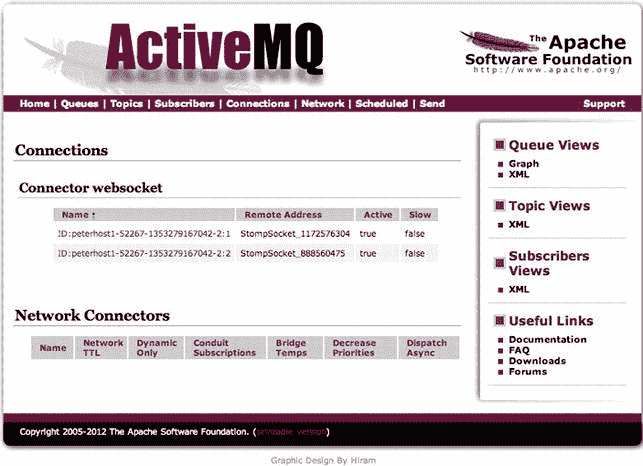 ActiveMQ
The Apache
Software Foundation
http://www.apache.org/
Home | Queues | Topics | Subscribers | Connections | Network | Scheduled | Send
Support
Connections
Connector websocket
Name ↑ Remote Address Active Slow
ID:peterhost1-52267-1353279167042-2:1 StompSocket_1172576304 true false
ID:peterhost1-52267-1353279167042-2:2 StompSocket_888560475 true false
Network Connectors
Name Network TTL Dynamic Only Conduit Subscriptions Bridge Temps Decrease Priorities Dispatch Async
Queue Views
Graph
XML
Topic Views
XML
Subscribers
Views
XML
Useful Links
Documentation
FAQ
Downloads
Forums
Copyright 2005-2012 The Apache Software Foundation. (printable version)
Graphic Design By Hiram